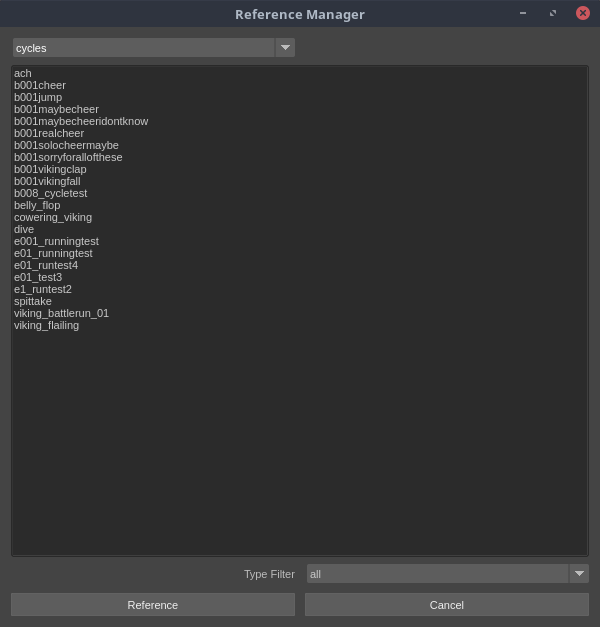 Reference Manager
cycles
ach
b001cheer
b001jump
b001maybecheer
b001maybecheeridontknow
b001realcheer
b001solocheermaybe
b001sorryforallofthese
b001vikingclap
b001vikingfall
b008_cycletest
belly_flop
cowering_viking
dive
e001_runningtest
e01_runningtest
e01_runtest4
e01_test3
e1_runtest2
spittake
viking_battlerun_01
viking_flailing
Type Filter all
Reference Cancel